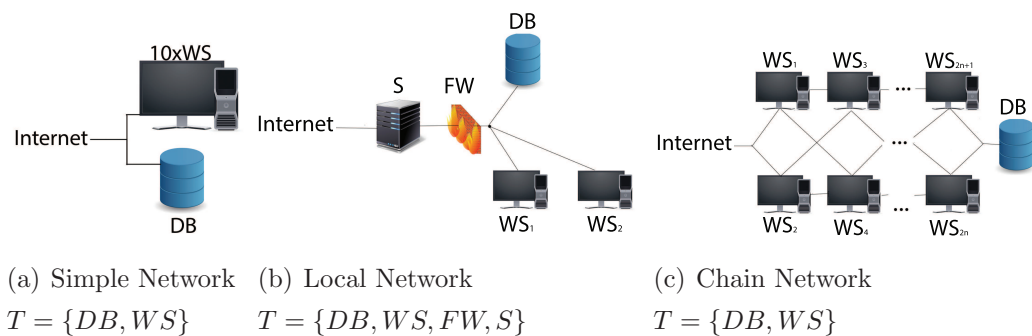 10xWS
Internet
DB
DB
S
FW
Internet
WS₁
WS₂
WS₁
WS₃
...
WS₂ₙ₊₁
DB
Internet
...
WS₂
WS₄
...
WS₂ₙ
(a) Simple Network
T = {DB, WS}
(b) Local Network
T = {DB, WS, FW, S}
(c) Chain Network
T = {DB, WS}